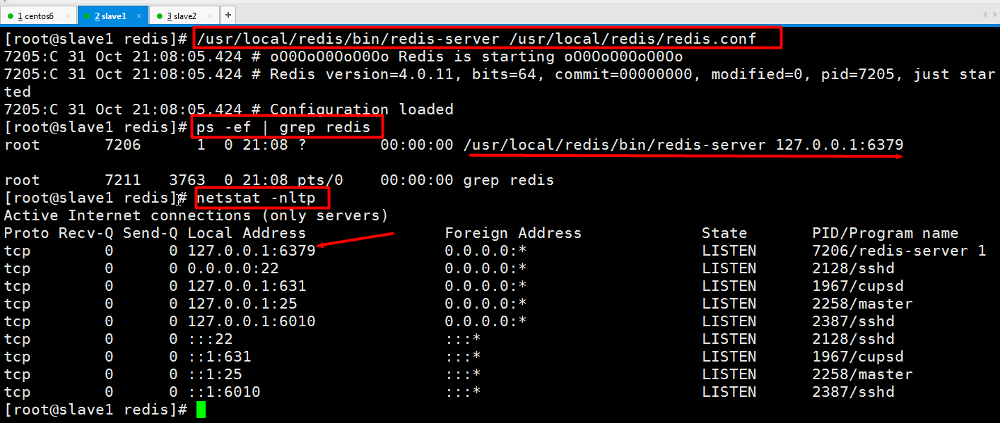 1 centos6 × 2 slave1 × 3 slave2 × +
[root@slave1 redis]# /usr/local/redis/bin/redis-server /usr/local/redis/redis.conf
7205:C 31 Oct 21:08:05.424 # oO0OoO0OoO0Oo Redis is starting oO0OoO0OoO0Oo
7205:C 31 Oct 21:08:05.424 # Redis version=4.0.11, bits=64, commit=00000000, modified=0, pid=7205, just star
ted
7205:C 31 Oct 21:08:05.424 # Configuration loaded
[root@slave1 redis]# ps -ef | grep redis
root 7206 1 0 21:08 ? 00:00:00 /usr/local/redis/bin/redis-server 127.0.0.1:6379
root 7211 3763 0 21:08 pts/0 00:00:00 grep redis
[root@slave1 redis]# netstat -nltp
Active Internet connections (only servers)
Proto Recv-Q Send-Q Local Address Foreign Address State PID/Program name
tcp 0 0 127.0.0.1:6379 0.0.0.0:* LISTEN 7206/redis-server 1
tcp 0 0 0.0.0.0:22 0.0.0.0:* LISTEN 2128/sshd
tcp 0 0 127.0.0.1:631 0.0.0.0:* LISTEN 1967/cupsd
tcp 0 0 127.0.0.1:25 0.0.0.0:* LISTEN 2258/master
tcp 0 0 127.0.0.1:6010 0.0.0.0:* LISTEN 2387/sshd
tcp 0 0 :::22 :::* LISTEN 2128/sshd
tcp 0 0 ::1:631 :::* LISTEN 1967/cupsd
tcp 0 0 ::1:25 :::* LISTEN 2258/master
tcp 0 0 ::1:6010 :::* LISTEN 2387/sshd
[root@slave1 redis]#